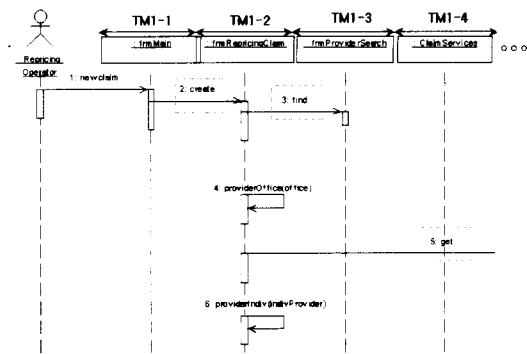 TM1-1 TM1-2 TM1-3 TM1-4
: frmMain : frmRepricingClaim : frmProviderSearch : ClaimServices
Repricing
Operator
1: newclaim
2: create
3: find
4: providerOffice(office)
5: get
6: providerIndiv(indivProvider)